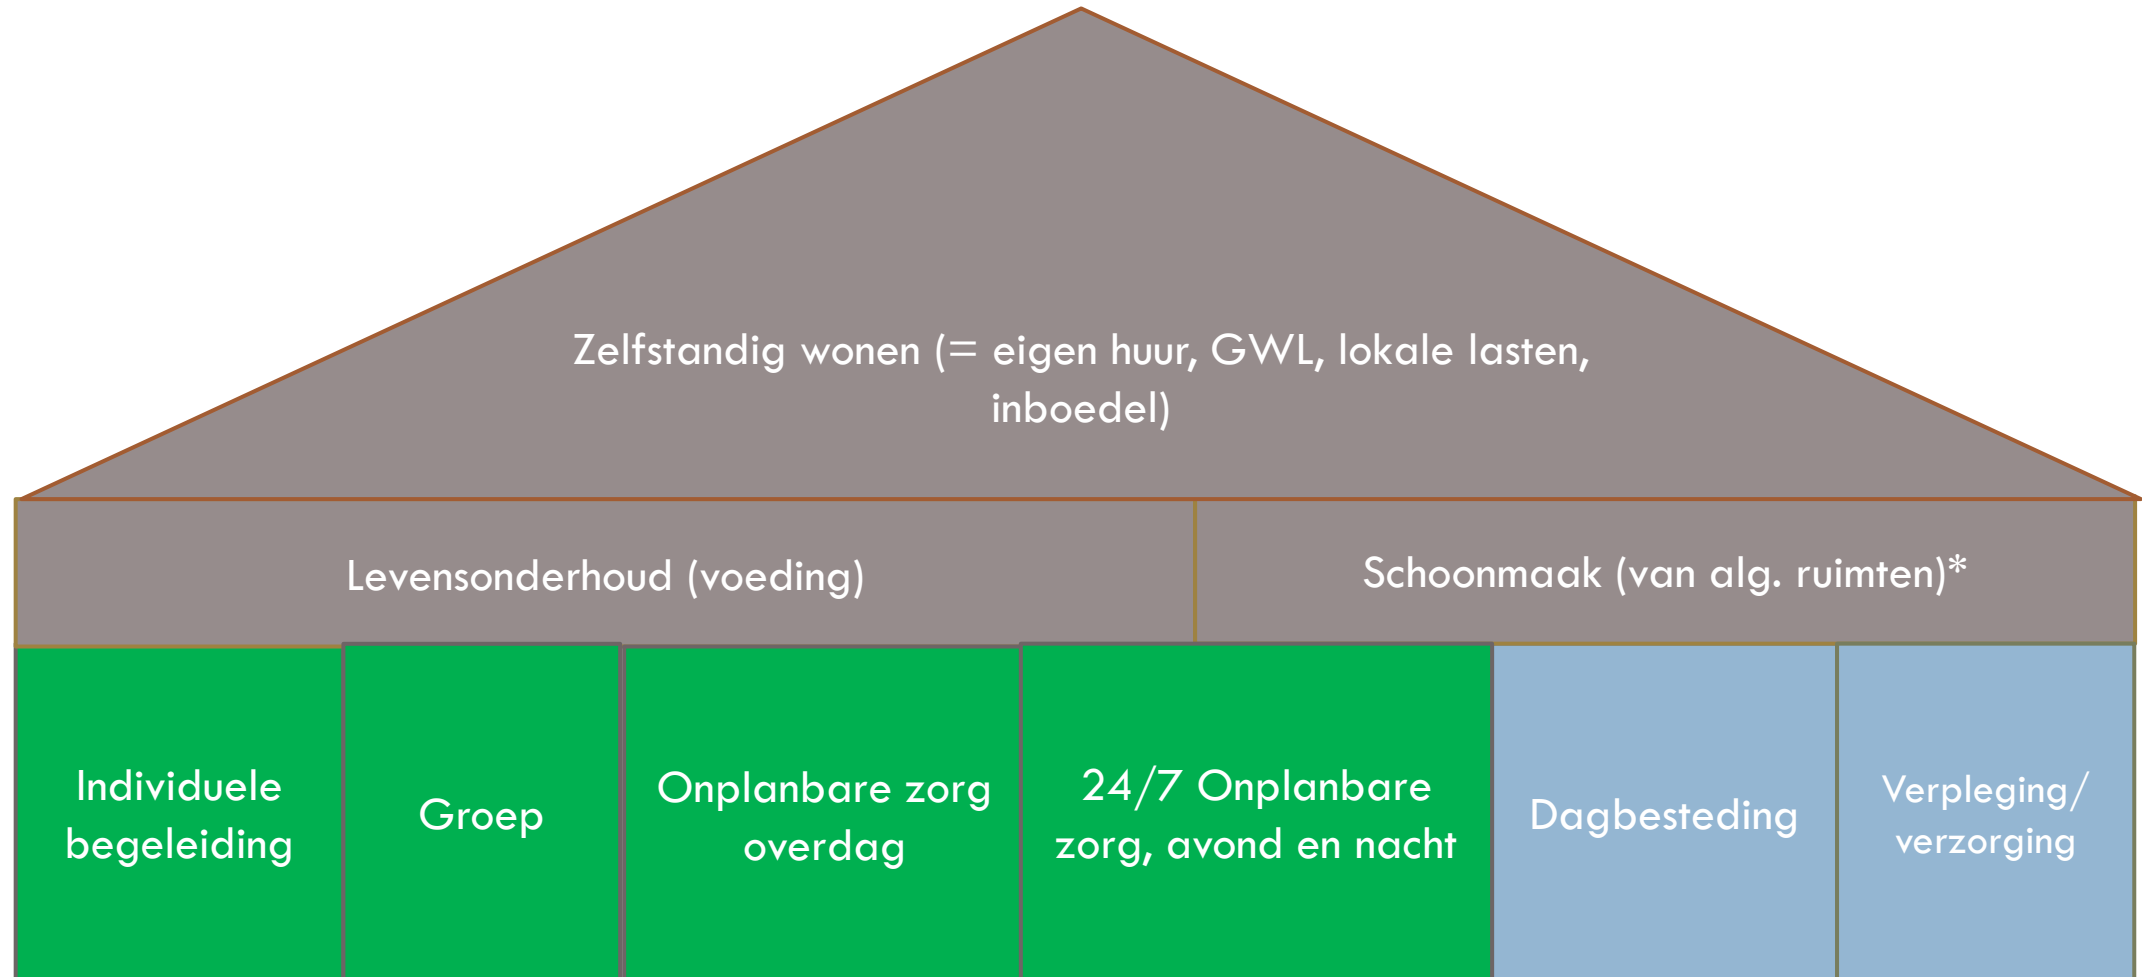 Zelfstandig wonen (= eigen huur, GWL, lokale lasten,
inboedel)
Levensonderhoud (voeding)
Schoonmaak (van alg. ruimten)*
Individuele
begeleiding
Groep
Onplanbare zorg
overdag
24/7 Onplanbare
zorg, avond en nacht
Dagbesteding
Verpleging/
verzorging